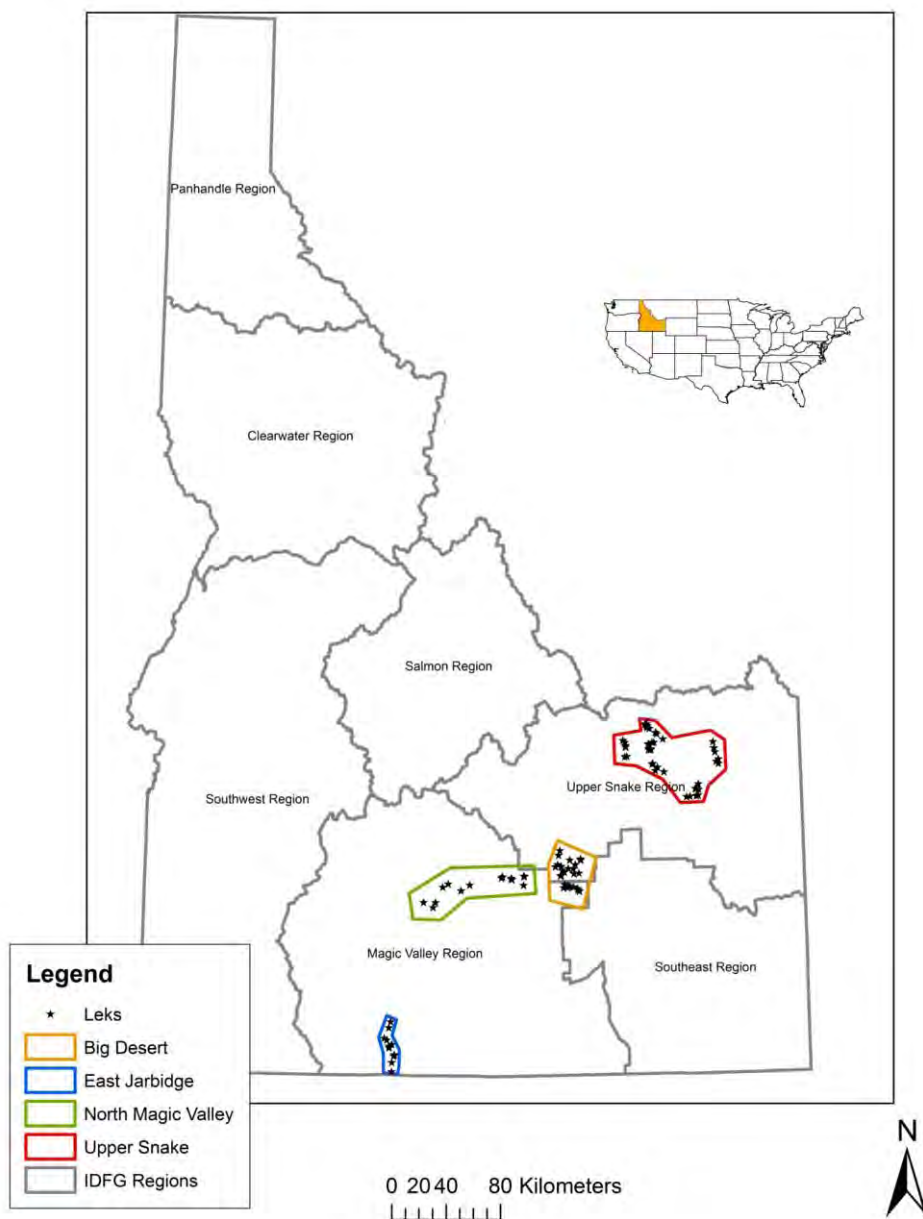 Panhandle Region
Clearwater Region
Salmon Region
Upper Snake Region
Southwest Region
Magic Valley Region
Southeast Region
Legend
Leks
Big Desert
East Jarbidge
North Magic Valley
Upper Snake
IDFG Regions
N
0 20 40 80 Kilometers